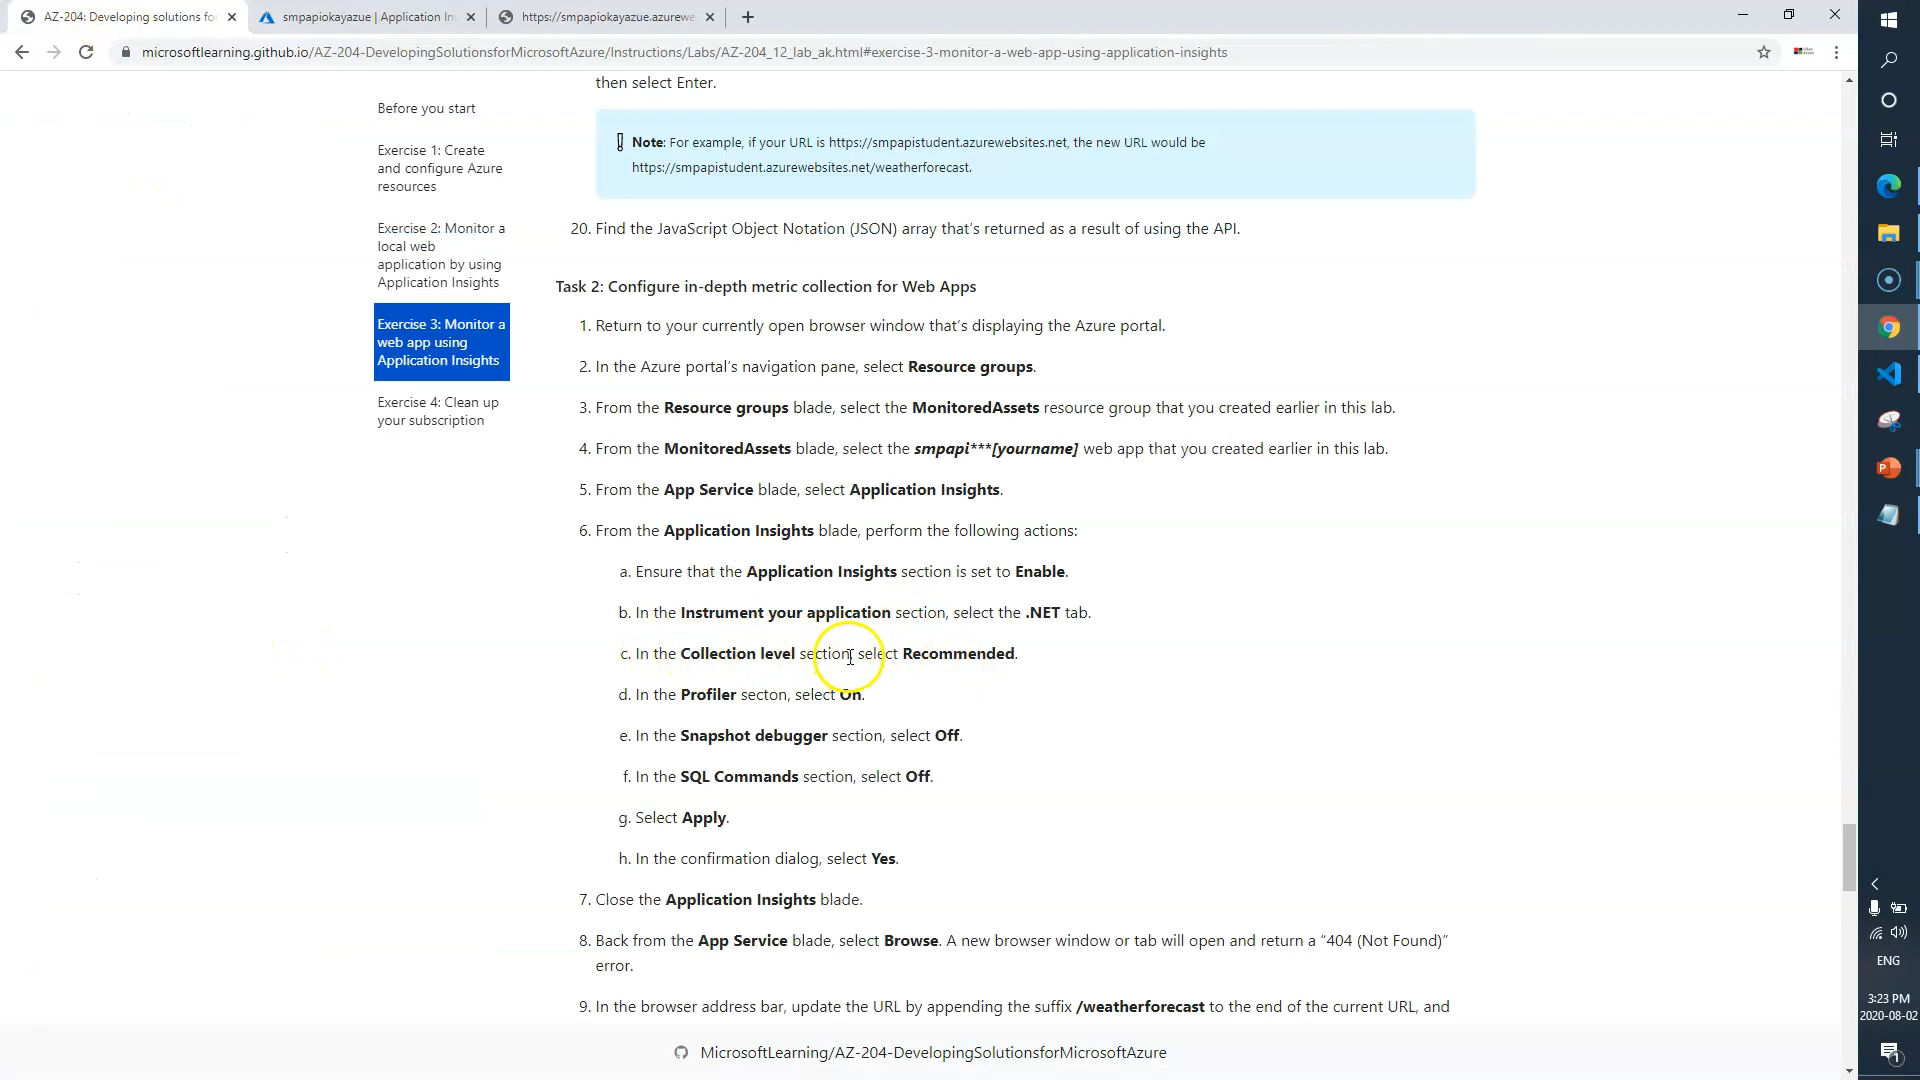 AZ-204: Developing solutions for
smpapiokayazue | Application In
https://smpapiokayazue.azurewe
microsoftlearning.github.io/AZ-204-DevelopingSolutionsforMicrosoftAzure/Instructions/Labs/AZ-204_12_lab_ak.html#exercise-3-monitor-a-web-app-using-application-insights
Before you start
Exercise 1: Create
and configure Azure
resources
Exercise 2: Monitor a
local web
application by using
Application Insights
Exercise 3: Monitor a
web app using
Application Insights
Exercise 4: Clean up
your subscription
then select Enter.
Note: For example, if your URL is https://smpapistudent.azurewebsites.net, the new URL would be
https://smpapistudent.azurewebsites.net/weatherforecast.
20. Find the JavaScript Object Notation (JSON) array that's returned as a result of using the API.
Task 2: Configure in-depth metric collection for Web Apps
1. Return to your currently open browser window that's displaying the Azure portal.
2. In the Azure portal's navigation pane, select Resource groups.
3. From the Resource groups blade, select the MonitoredAssets resource group that you created earlier in this lab.
4. From the MonitoredAssets blade, select the smpapi***[yourname] web app that you created earlier in this lab.
5. From the App Service blade, select Application Insights.
6. From the Application Insights blade, perform the following actions:
a. Ensure that the Application Insights section is set to Enable.
b. In the Instrument your application section, select the .NET tab.
c. In the Collection level section, select Recommended.
d. In the Profiler secton, select On.
e. In the Snapshot debugger section, select Off.
f. In the SQL Commands section, select Off.
g. Select Apply.
h. In the confirmation dialog, select Yes.
7. Close the Application Insights blade.
8. Back from the App Service blade, select Browse. A new browser window or tab will open and return a “404 (Not Found)”
error.
9. In the browser address bar, update the URL by appending the suffix /weatherforecast to the end of the current URL, and
MicrosoftLearning/AZ-204-DevelopingSolutionsforMicrosoftAzure
ENG
3:23 PM
2020-08-02
1